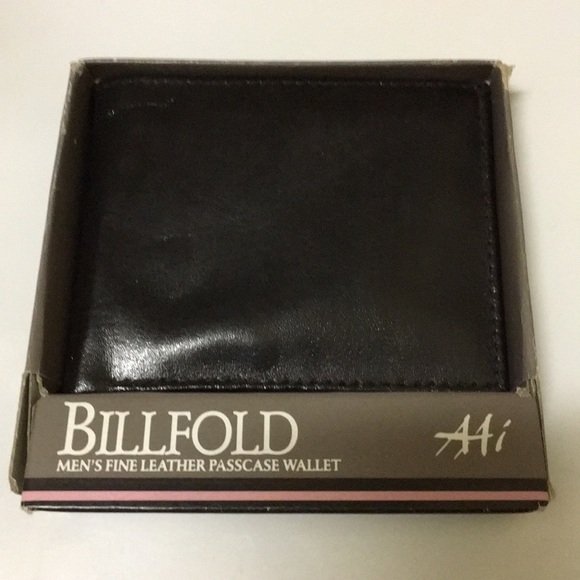 BILLFOLD
MEN'S FINE LEATHER PASSCASE WALLET
AAi